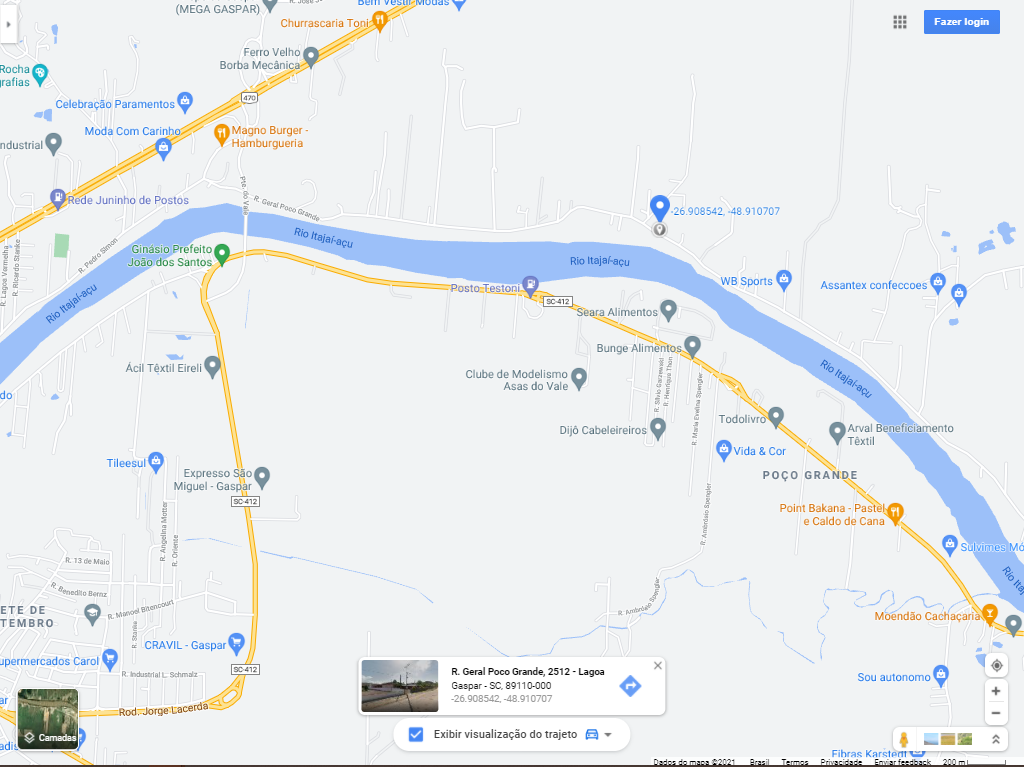 (MEGA GASPAR)
Bem Vestir Modas
Churrascaria Toni
Fazer login
Ferro Velho
Borba Mecânica
Rocha
grafias
470
Celebração Paramentos
Moda Com Carinho
Magno Burger -
Hamburgueria
ndustrial
Pte. do Vale
Rede Juninho de Postos
R. Geral Poço Grande
-26.908542, -48.910707
Rio Itajaí-açu
R. Pedro Simon
Ginásio Prefeito
João dos Santos
Rio Itajaí-açu
R. Lagoa Vermelha
R. Ricardo Stanke
Rio Itajaí-açu
Posto Testoni
SC-412
WB Sports
Assantex confeccoes
Seara Alimentos
Bunge Alimentos
Ácil Têxtil Eireli
Clube de Modelismo
Asas do Vale
R. Silvio Garzewski
R. Henrique Thon
R. Maria Evelina Spengler
Rio Itajaí-açu
do
Todolivro
Dijô Cabeleireiros
Arval Beneficiamento
Têxtil
Vida & Cor
Tileesul
Expresso São
Miguel - Gaspar
POÇO GRANDE
SC-412
R. Ambrósio Spengler
Point Bakana - Pastel
e Caldo de Cana
R. Angelina Motter
R. Oriente
Sulvimes Mó
R. 13 de Maio
R. Benedito Bernz
Rio Itaj
R. Manoel Bitencourt
ETE DE
TEMBRO
R. Stanke
R. Ambrósio Spengler
Moendão Cachaçaria
CRAVIL - Gaspar
upermercados Carol
SC-412
R. Industrial L. Schmalz
R. Geral Poco Grande, 2512 - Lagoa
Gaspar - SC, 89110-000
-26.908542, -48.910707
Sou autonomo
Rod. Jorge Lacerda
Camadas
Exibir visualização do trajeto
Fibras Karsten
Dados do mapa ©2021
Brasil
Termos
Privacidade
Enviar feedback
200 m